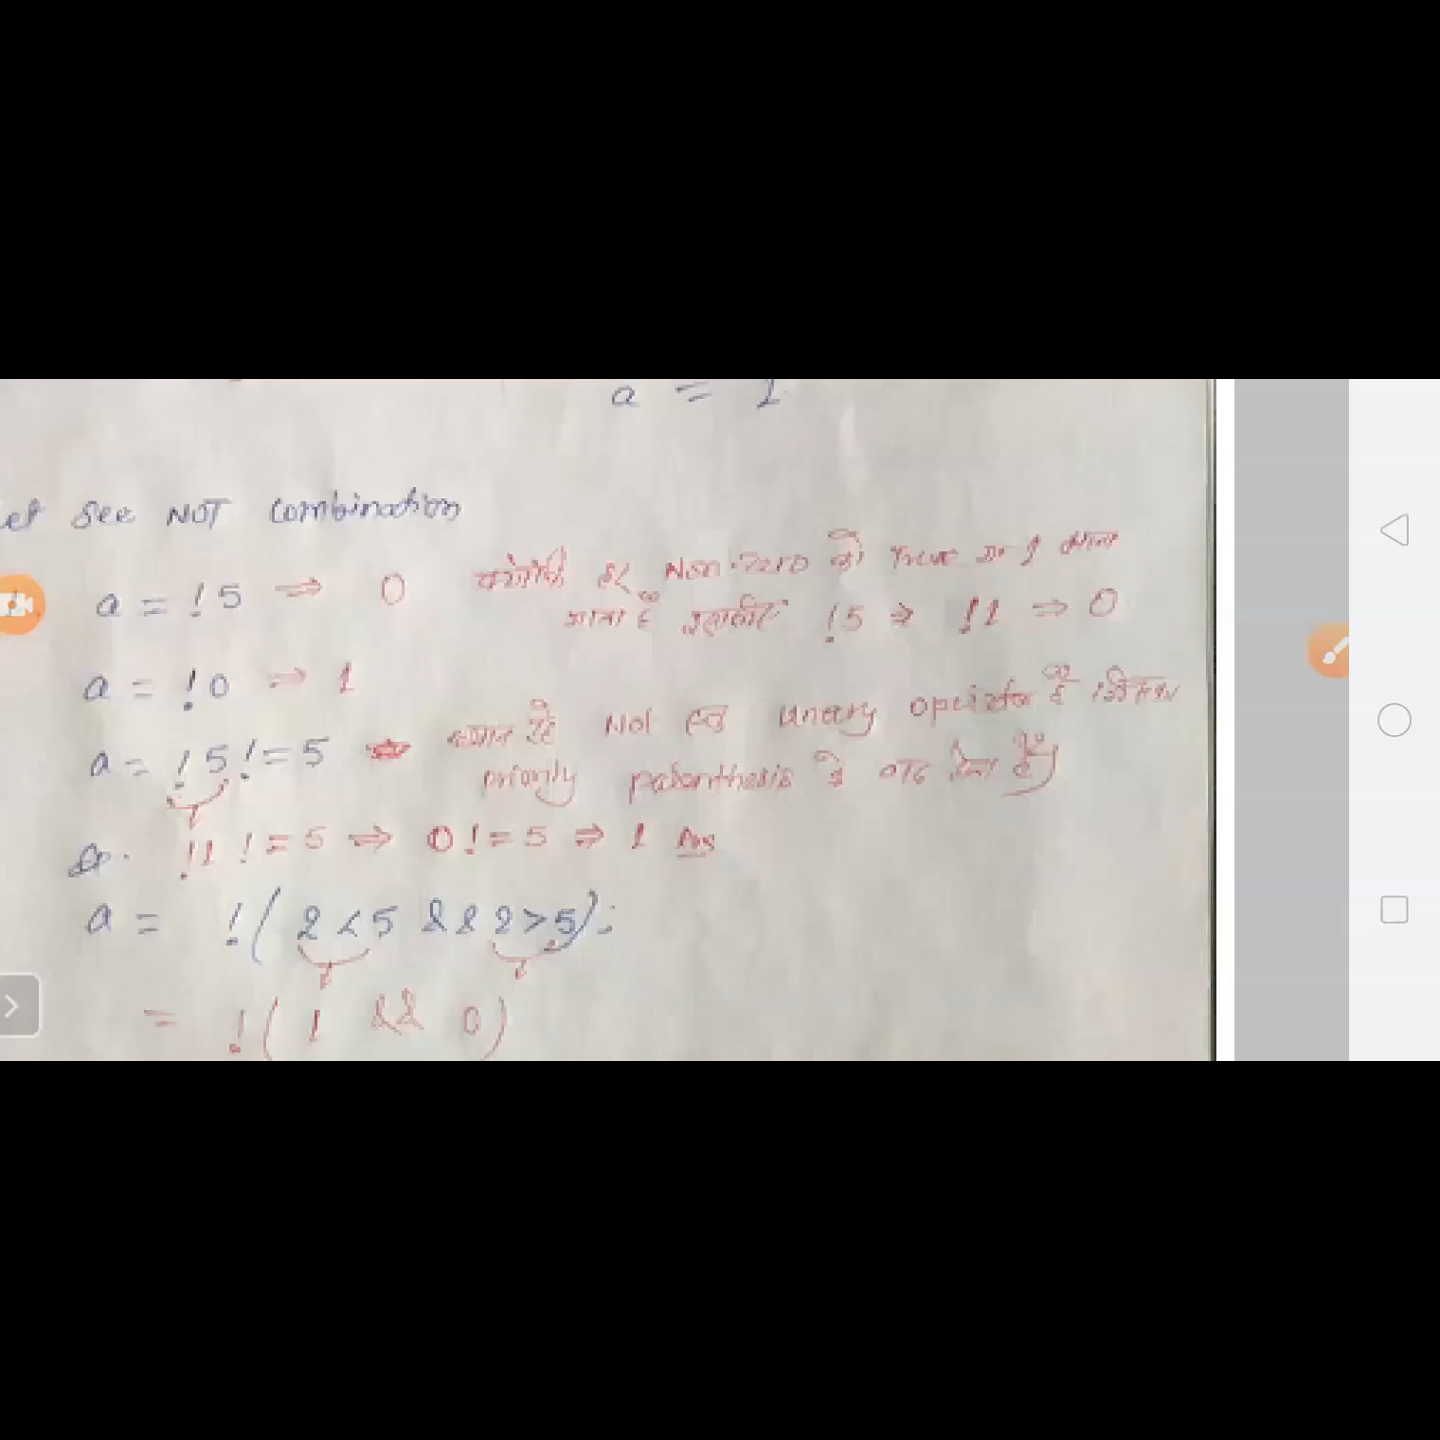 a = 1
et see NOT Combination
a = !5 ⇒ 0 क्योंकि हर Non-Zero को True या 1 माना
जाता है इसलिए !5 ⇒ !1 ⇒ 0
a = !0 ⇒ 1
a = !5 != 5 ध्यान रहे Not एक unary operator है जिसका
priority parenthesis के बाद होता है
!1 != 5 ⇒ 0 != 5 ⇒ 1 Ans
a = !( 2 < 5 && 2 > 5);
= !( 1 && 0)